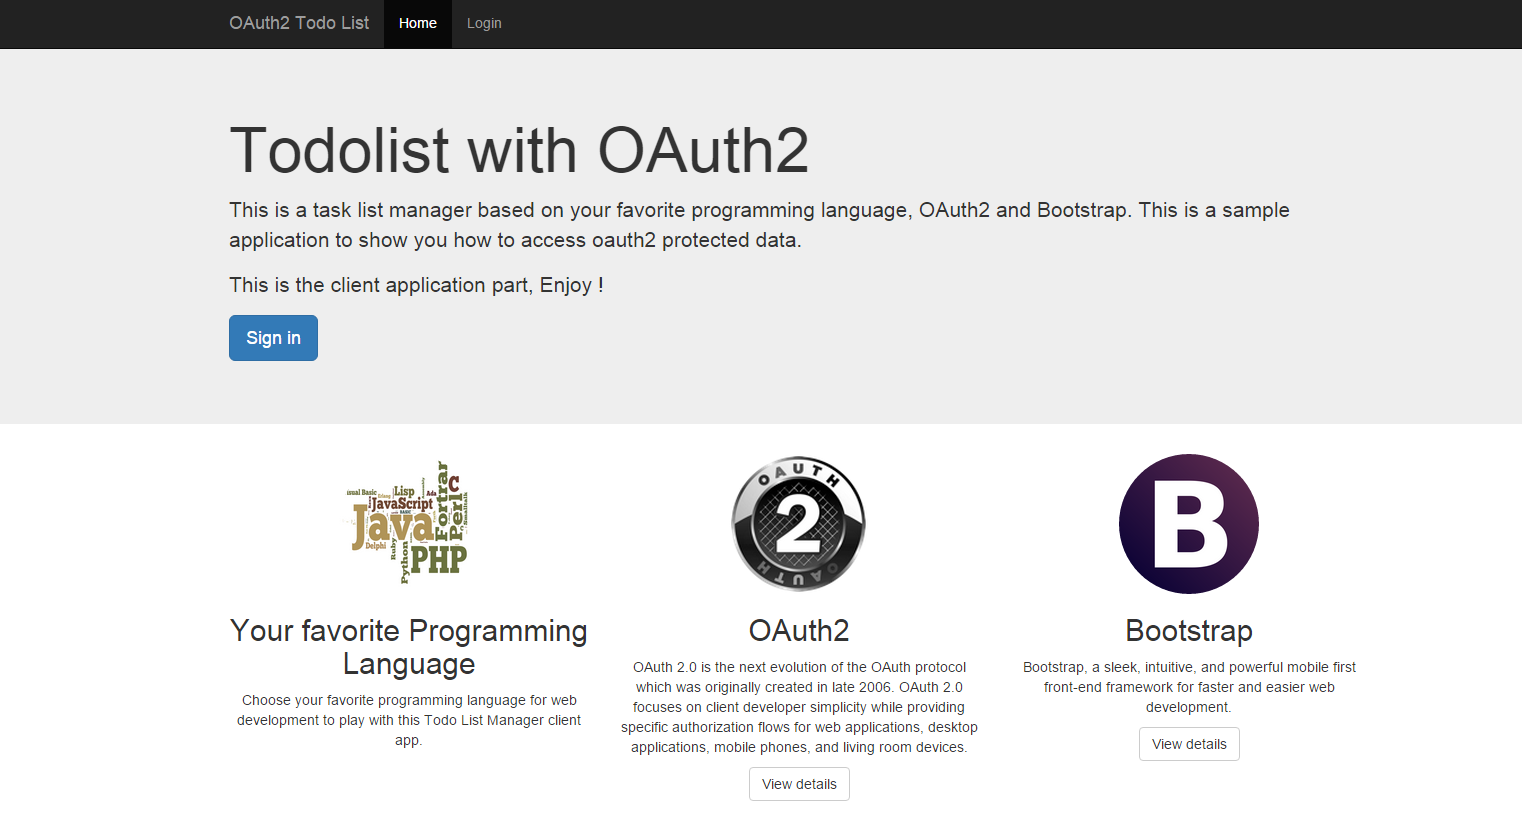 OAuth2 Todo List
Home
Login
Todolist with OAuth2
This is a task list manager based on your favorite programming language, OAuth2 and Bootstrap. This is a sample
application to show you how to access oauth2 protected data.
This is the client application part, Enjoy !
Sign in
isual Basic
Lisp
Ada
C
JavaScript
Java
Fortrar
Perl
Smalltalk
Delphi
Ruby
Python
PHP
OAUTH
2
OAUTH
B
Your favorite Programming
Language
Choose your favorite programming language for web
development to play with this Todo List Manager client
app.
OAuth2
OAuth 2.0 is the next evolution of the OAuth protocol
which was originally created in late 2006. OAuth 2.0
focuses on client developer simplicity while providing
specific authorization flows for web applications, desktop
applications, mobile phones, and living room devices.
View details
Bootstrap
Bootstrap, a sleek, intuitive, and powerful mobile first
front-end framework for faster and easier web
development.
View details